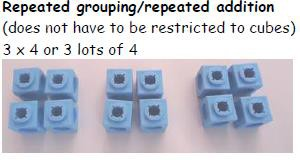 Repeated grouping/repeated addition
(does not have to be restricted to cubes)
3 x 4 or 3 lots of 4